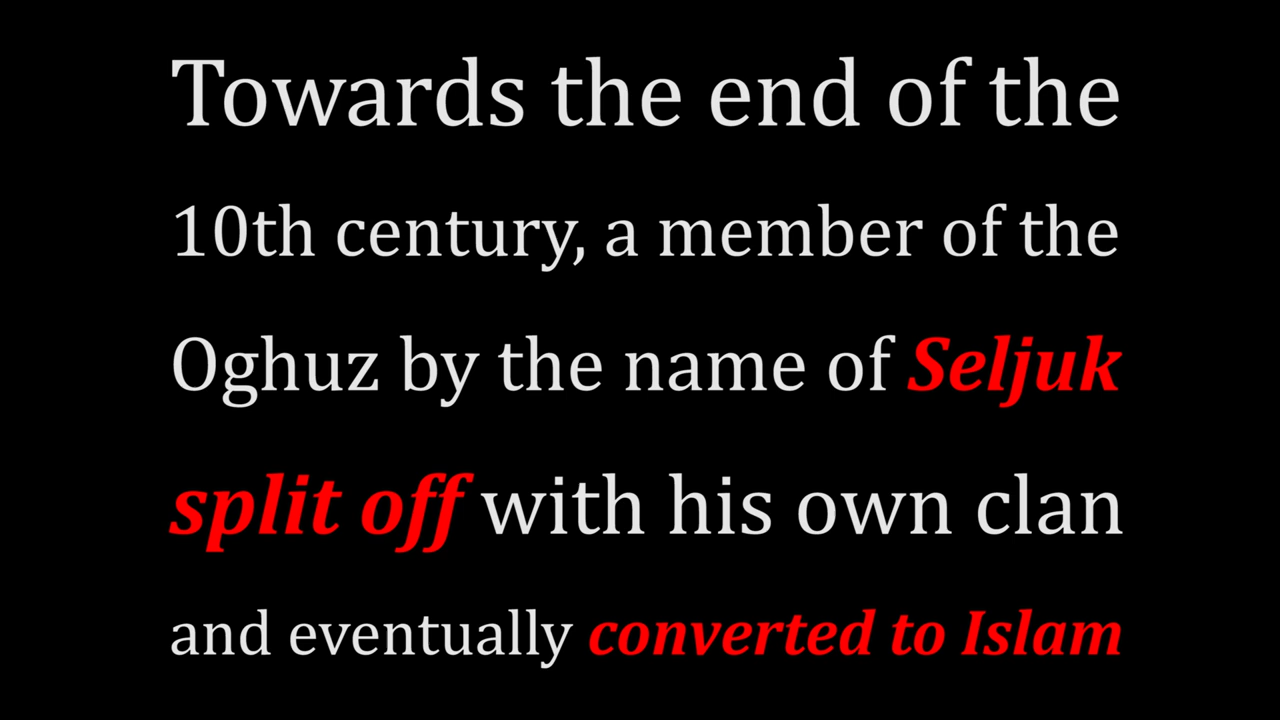 Towards the end of the
10th century, a member of the
Oghuz by the name of Seljuk
split off with his own clan
and eventually converted to Islam